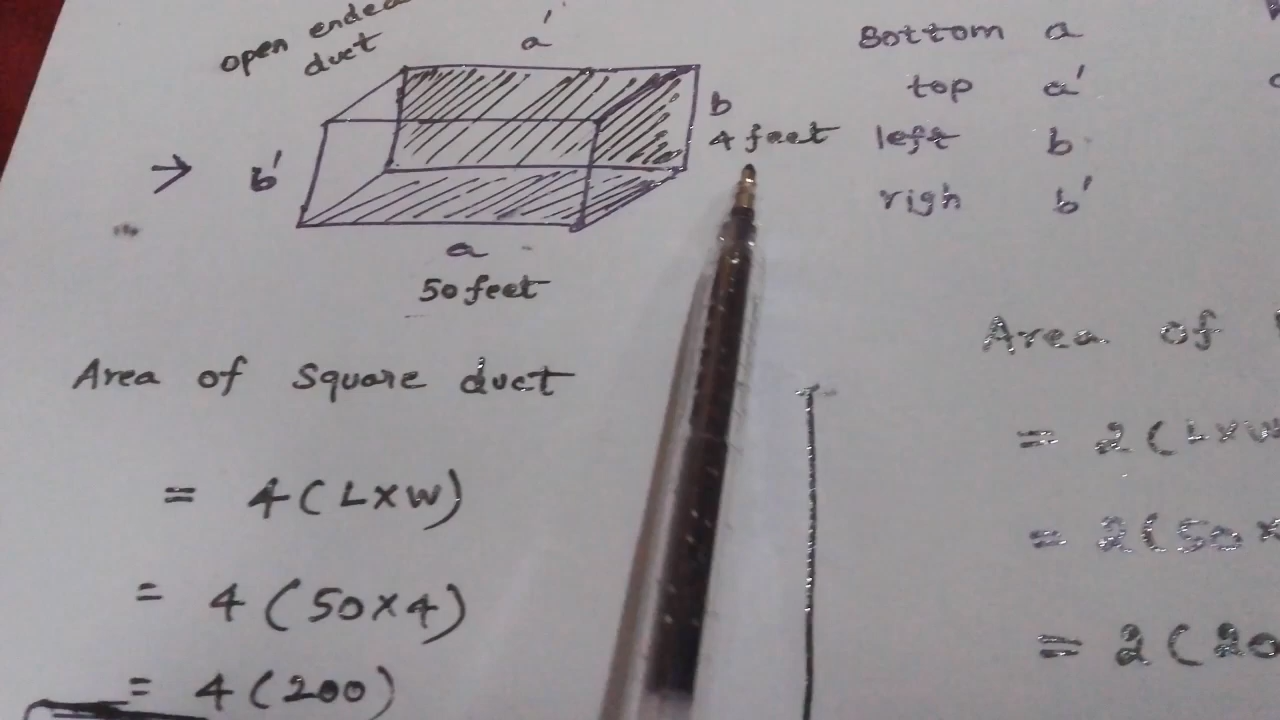 open ended
duct
a'
b
4 feet
b'
a
50 feet
Bottom a
top a'
left b
righ b'
Area of Square duct
= 4 (L×W)
= 4 (50×4)
= 4 (200)
Area of
= 2 (L×W
= 2 (50×
= 2 (20